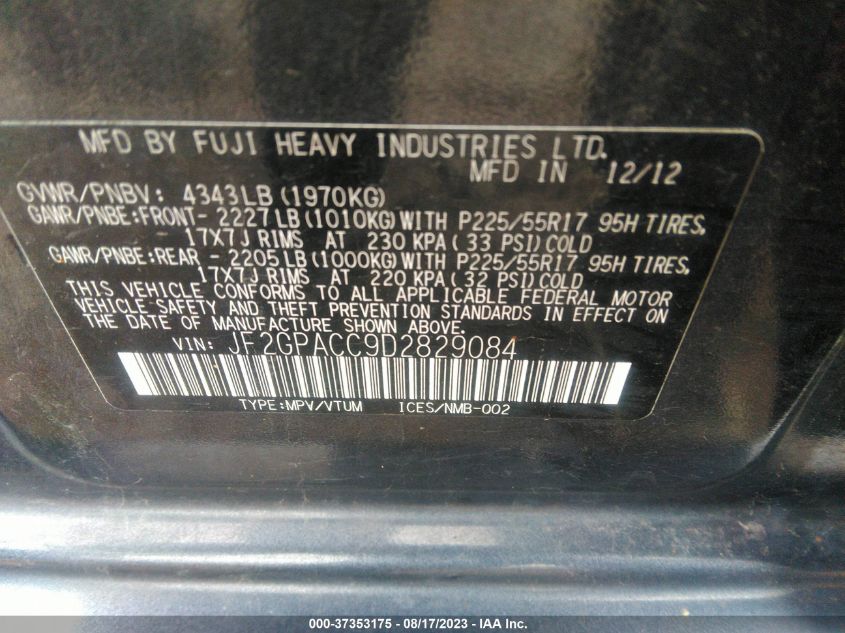 MFD BY FUJI HEAVY INDUSTRIES LTD.
MFD IN 12/12
GVWR/PNBV: 4343LB(1970KG)
GAWR/PNBE:FRONT- 2227LB(1010KG)WITH P225/55R17 95H TIRES,
17X7J RIMS AT 230 KPA( 33 PSI)COLD
GAWR/PNBE:REAR - 2205LB(1000KG)WITH P225/55R17 95H TIRES,
17X7J RIMS AT 220 KPA( 32 PSI)COLD
THIS VEHICLE CONFORMS TO ALL APPLICABLE FEDERAL MOTOR
VEHICLE SAFETY AND THEFT PREVENTION STANDARDS IN EFFECT ON
THE DATE OF MANUFACTURE SHOWN ABOVE.
VIN: JF2GPACC9D2829084
TYPE:MPV/VTUM ICES/NMB-002
000-37353175 - 08/17/2023 - IAA Inc.